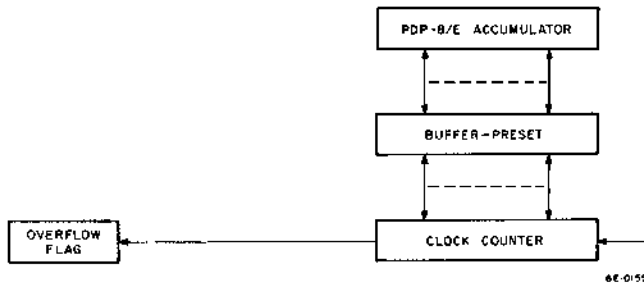 PDP-8/E ACCUMULATOR
BUFFER-PRESET
OVERFLOW
FLAG
CLOCK COUNTER